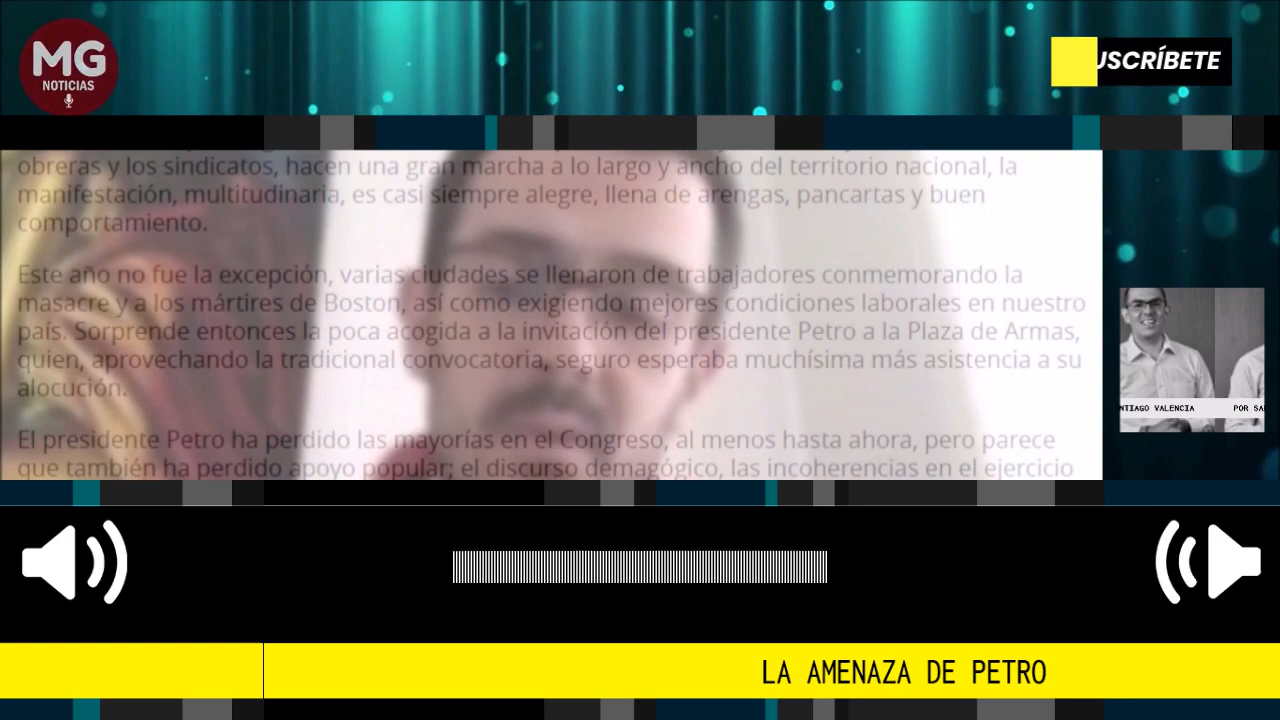 MG
NOTICIAS
USCRÍBETE
obreras y los sindicatos, hacen una gran marcha a lo largo y ancho del territorio nacional, la
manifestación, multitudinaria, es casi siempre alegre, llena de arengas, pancartas y buen
comportamiento.
Este año no fue la excepción, varias ciudades se llenaron de trabajadores conmemorando la
masacre y a los mártires de Boston, así como exigiendo mejores condiciones laborales en nuestro
país. Sorprende entonces la poca acogida a la invitación del presidente Petro a la Plaza de Armas,
quien, aprovechando la tradicional convocatoria, seguro esperaba muchísima más asistencia a su
alocución.
El presidente Petro ha perdido las mayorías en el Congreso, al menos hasta ahora, pero parece
que también ha perdido apoyo popular; el discurso demagógico, las incoherencias en el ejercicio
NTIAGO VALENCIA POR SA
LA AMENAZA DE PETRO